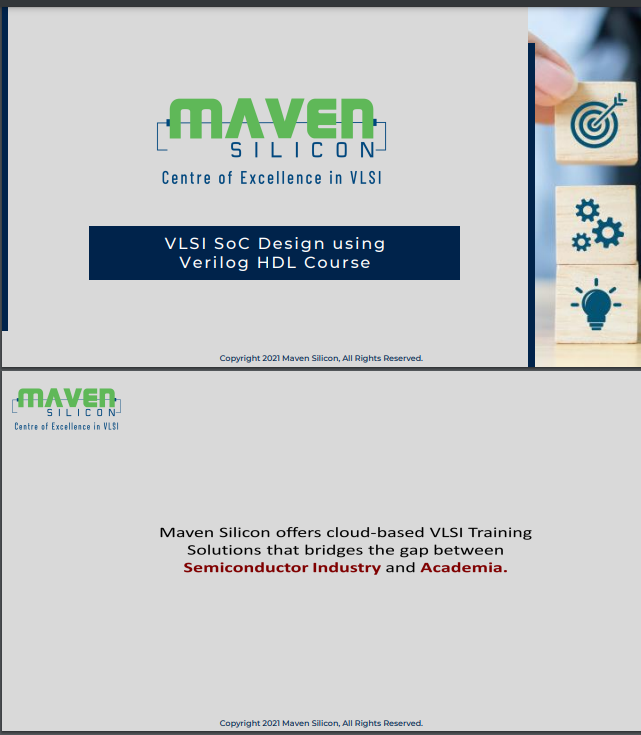 MAVEN
SILICON
Centre of Excellence in VLSI
VLSI SoC Design using
Verilog HDL Course
Copyright 2021 Maven Silicon, All Rights Reserved.
MAVEN
SILICON
Centre of Excellence in VLSI
Maven Silicon offers cloud-based VLSI Training
Solutions that bridges the gap between
Semiconductor Industry and Academia.
Copyright 2021 Maven Silicon, All Rights Reserved.